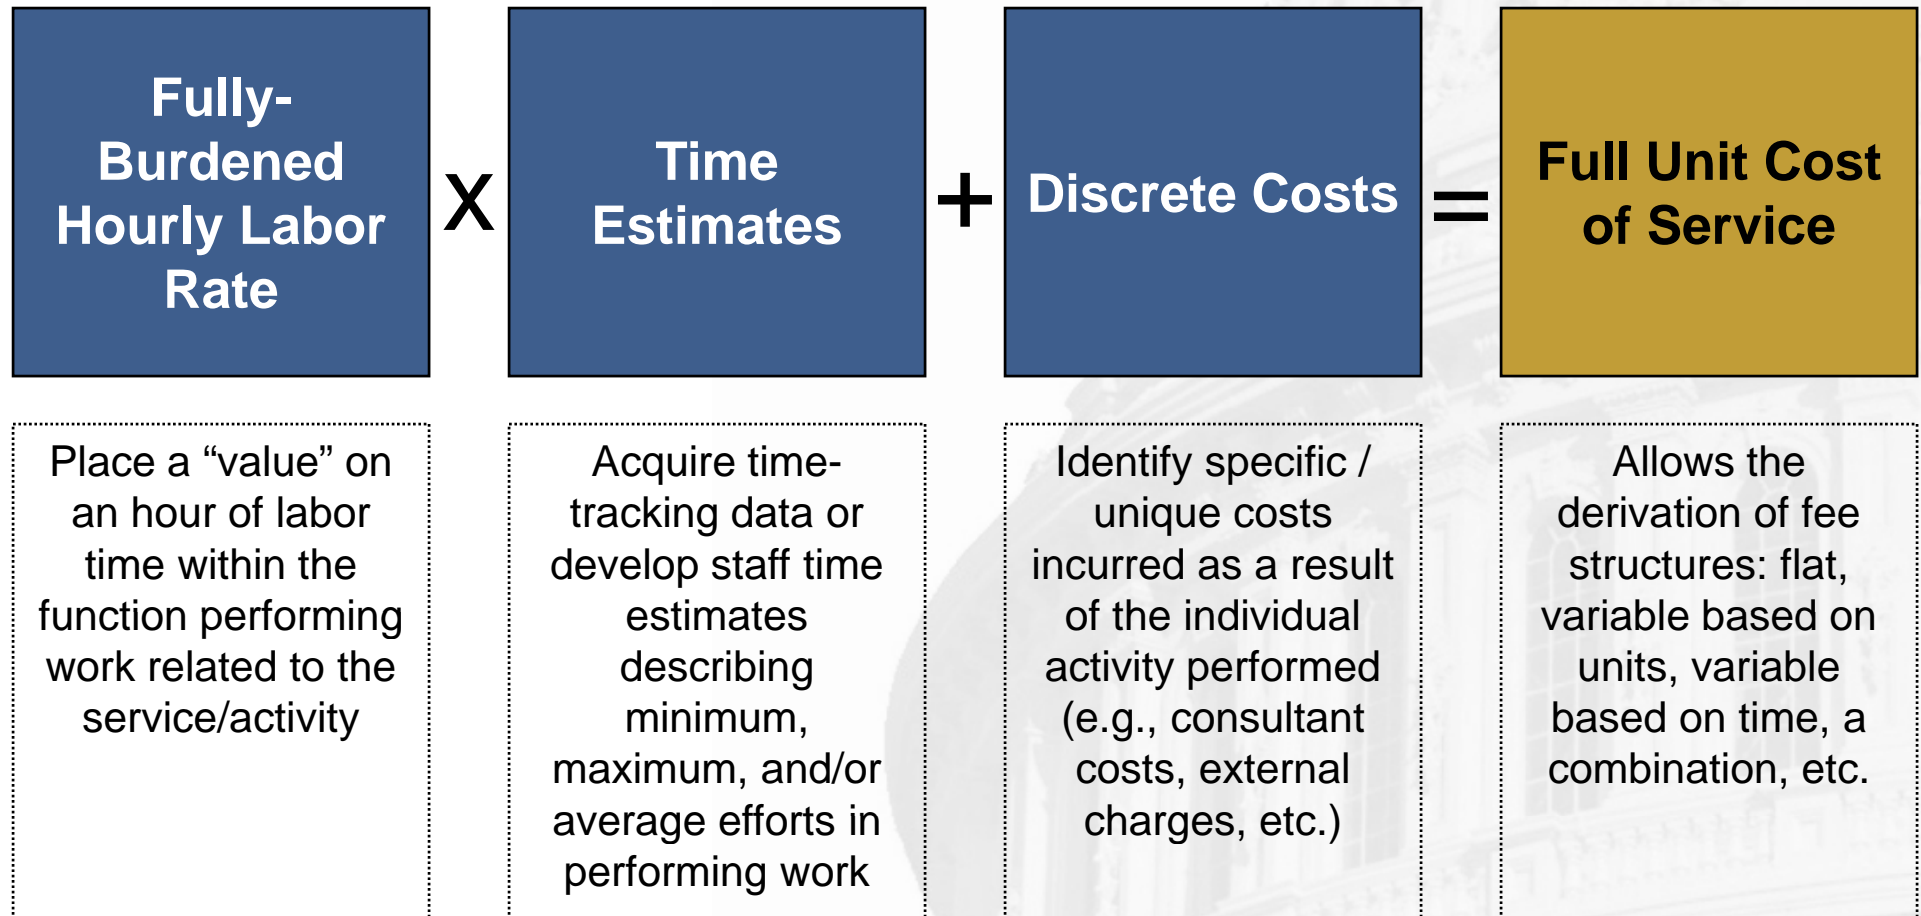 Fully-
Burdened
Hourly Labor
Rate
X
Time
Estimates
+
Discrete Costs
=
Full Unit Cost
of Service
Place a “value” on
an hour of labor
time within the
function performing
work related to the
service/activity
Acquire time-
tracking data or
develop staff time
estimates
describing
minimum,
maximum, and/or
average efforts in
performing work
Identify specific /
unique costs
incurred as a result
of the individual
activity performed
(e.g., consultant
costs, external
charges, etc.)
Allows the
derivation of fee
structures: flat,
variable based on
units, variable
based on time, a
combination, etc.